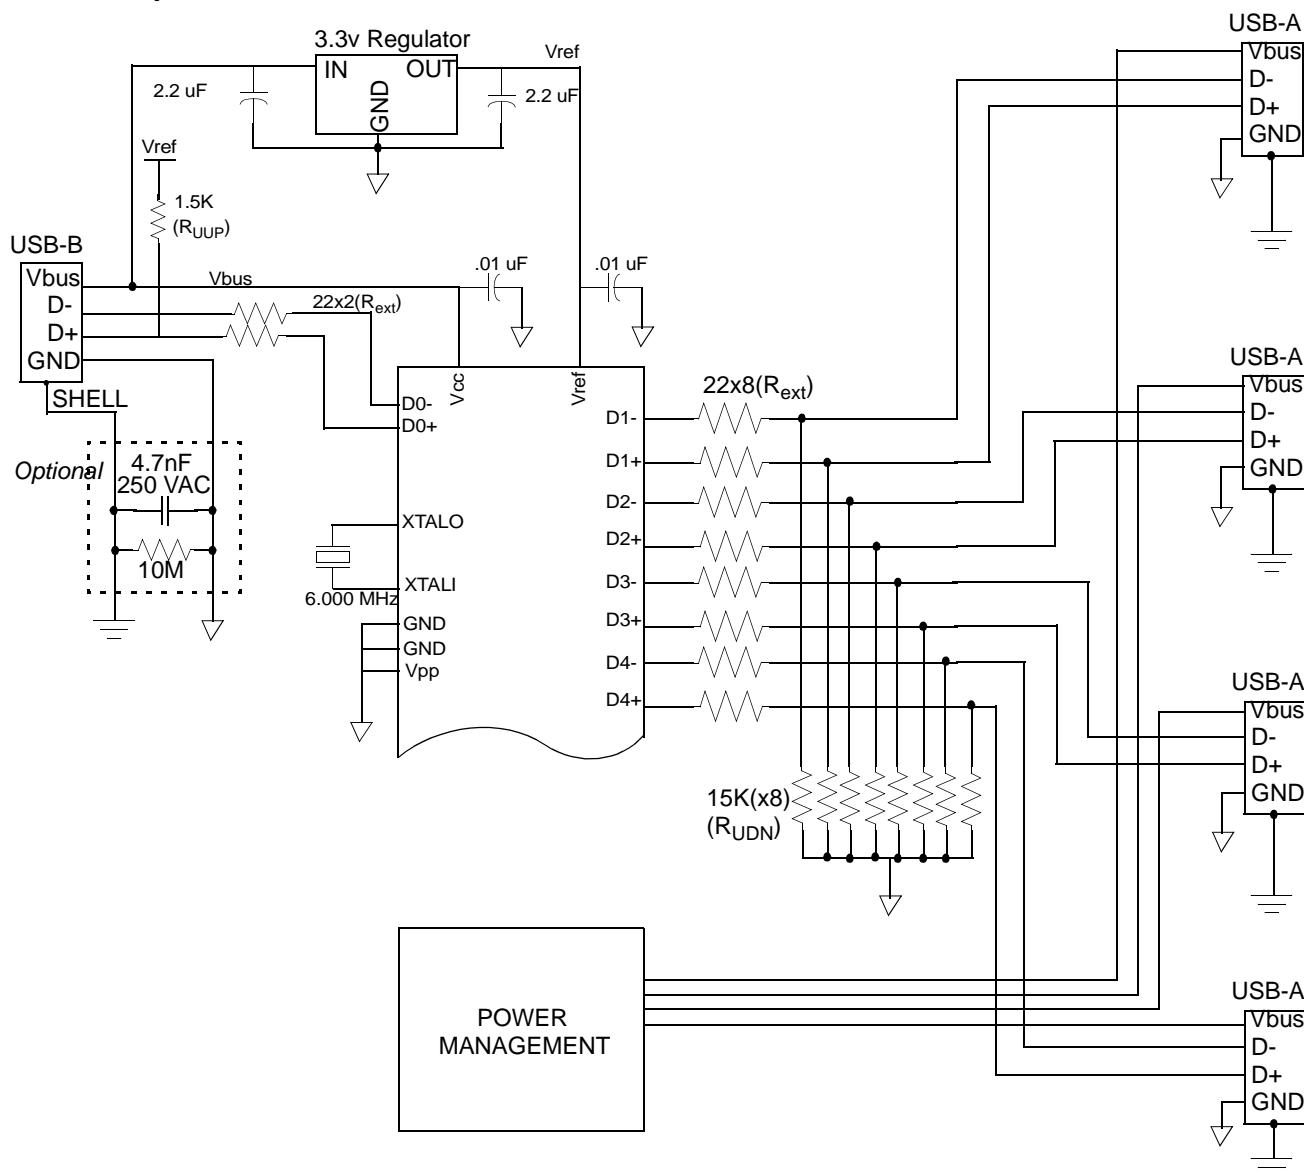 3.3v Regulator
IN OUT
GND
Vref
2.2 uF
2.2 uF
Vref
1.5K
(RUUP)
USB-B
Vbus
D-
D+
GND
SHELL
Vbus
22x2(Rext)
.01 uF
.01 uF
Optional
4.7nF
250 VAC
10M
Vcc
Vref
D0-
D0+
XTALO
XTALI
6.000 MHz
GND
GND
Vpp
D1-
D1+
D2-
D2+
D3-
D3+
D4-
D4+
22x8(Rext)
15K(x8)
(RUDN)
POWER
MANAGEMENT
USB-A
Vbus
D-
D+
GND
USB-A
Vbus
D-
D+
GND
USB-A
Vbus
D-
D+
GND
USB-A
Vbus
D-
D+
GND